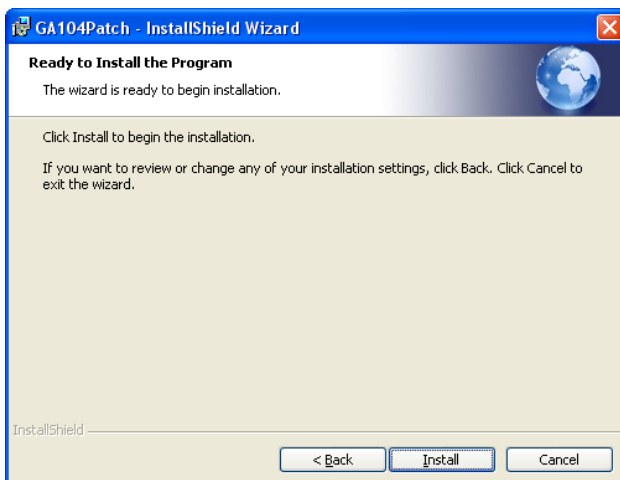 GA104Patch - InstallShield Wizard
Ready to Install the Program
The wizard is ready to begin installation.
Click Install to begin the installation.
If you want to review or change any of your installation settings, click Back. Click Cancel to
exit the wizard.
InstallShield
< Back Install Cancel